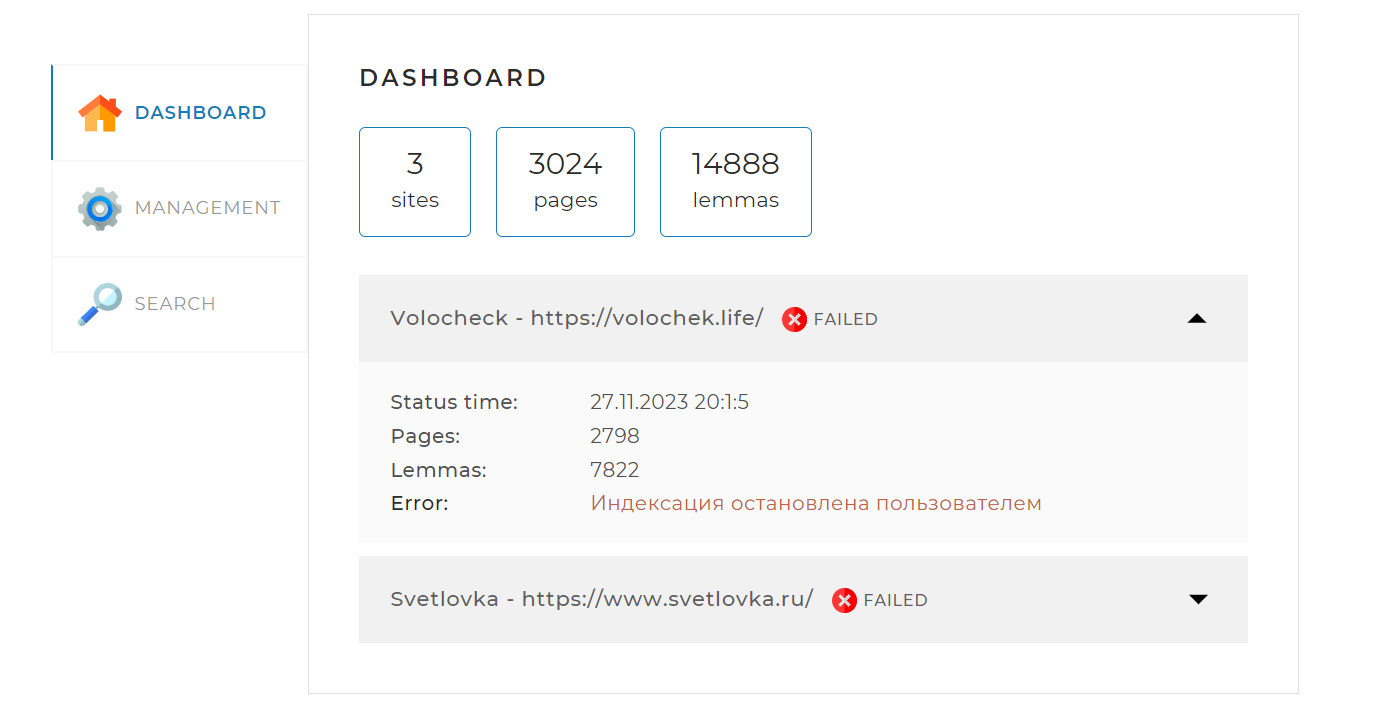 DASHBOARD
MANAGEMENT
SEARCH
DASHBOARD
3
sites
3024
pages
14888
lemmas
Volocheck - https://volochek.life/ FAILED
Status time: 27.11.2023 20:1:5
Pages: 2798
Lemmas: 7822
Error: Индексация остановлена пользователем
Svetlovka - https://www.svetlovka.ru/ FAILED